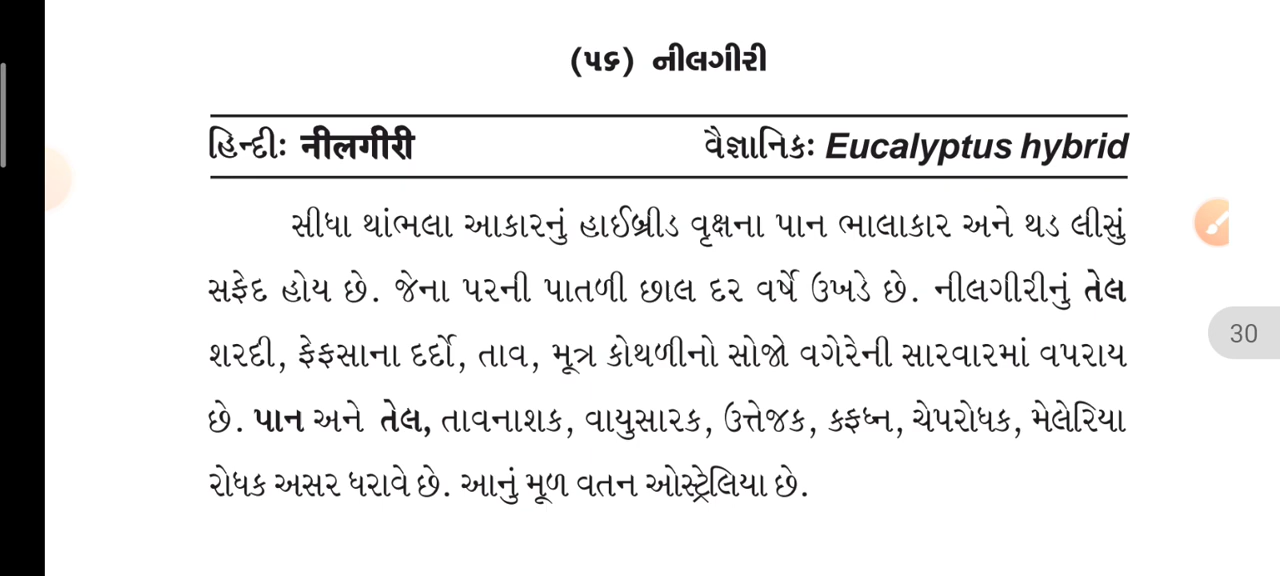 (૫૬) નીલગીરી
હિન્દીઃ नीलगीरी વૈજ્ઞાનિકઃ Eucalyptus hybrid
સીધા થાંભલા આકારનું હાઈબ્રીડ વૃક્ષના પાન ભાલાકાર અને થડ લીસું
સફેદ હોય છે. જેના પરની પાતળી છાલ દર વર્ષે ઉખડે છે. નીલગીરીનું તેલ
શરદી, ફેફસાના દર્દો, તાવ, મૂત્ર કોથળીનો સોજો વગેરેની સારવારમાં વપરાય
છે. પાન અને તેલ, તાવનાશક, વાયુસારક, ઉત્તેજક, કફઘ્ન, ચેપરોધક, મેલેરિયા
રોધક અસર ધરાવે છે. આનું મૂળ વતન ઓસ્ટ્રેલિયા છે.
30